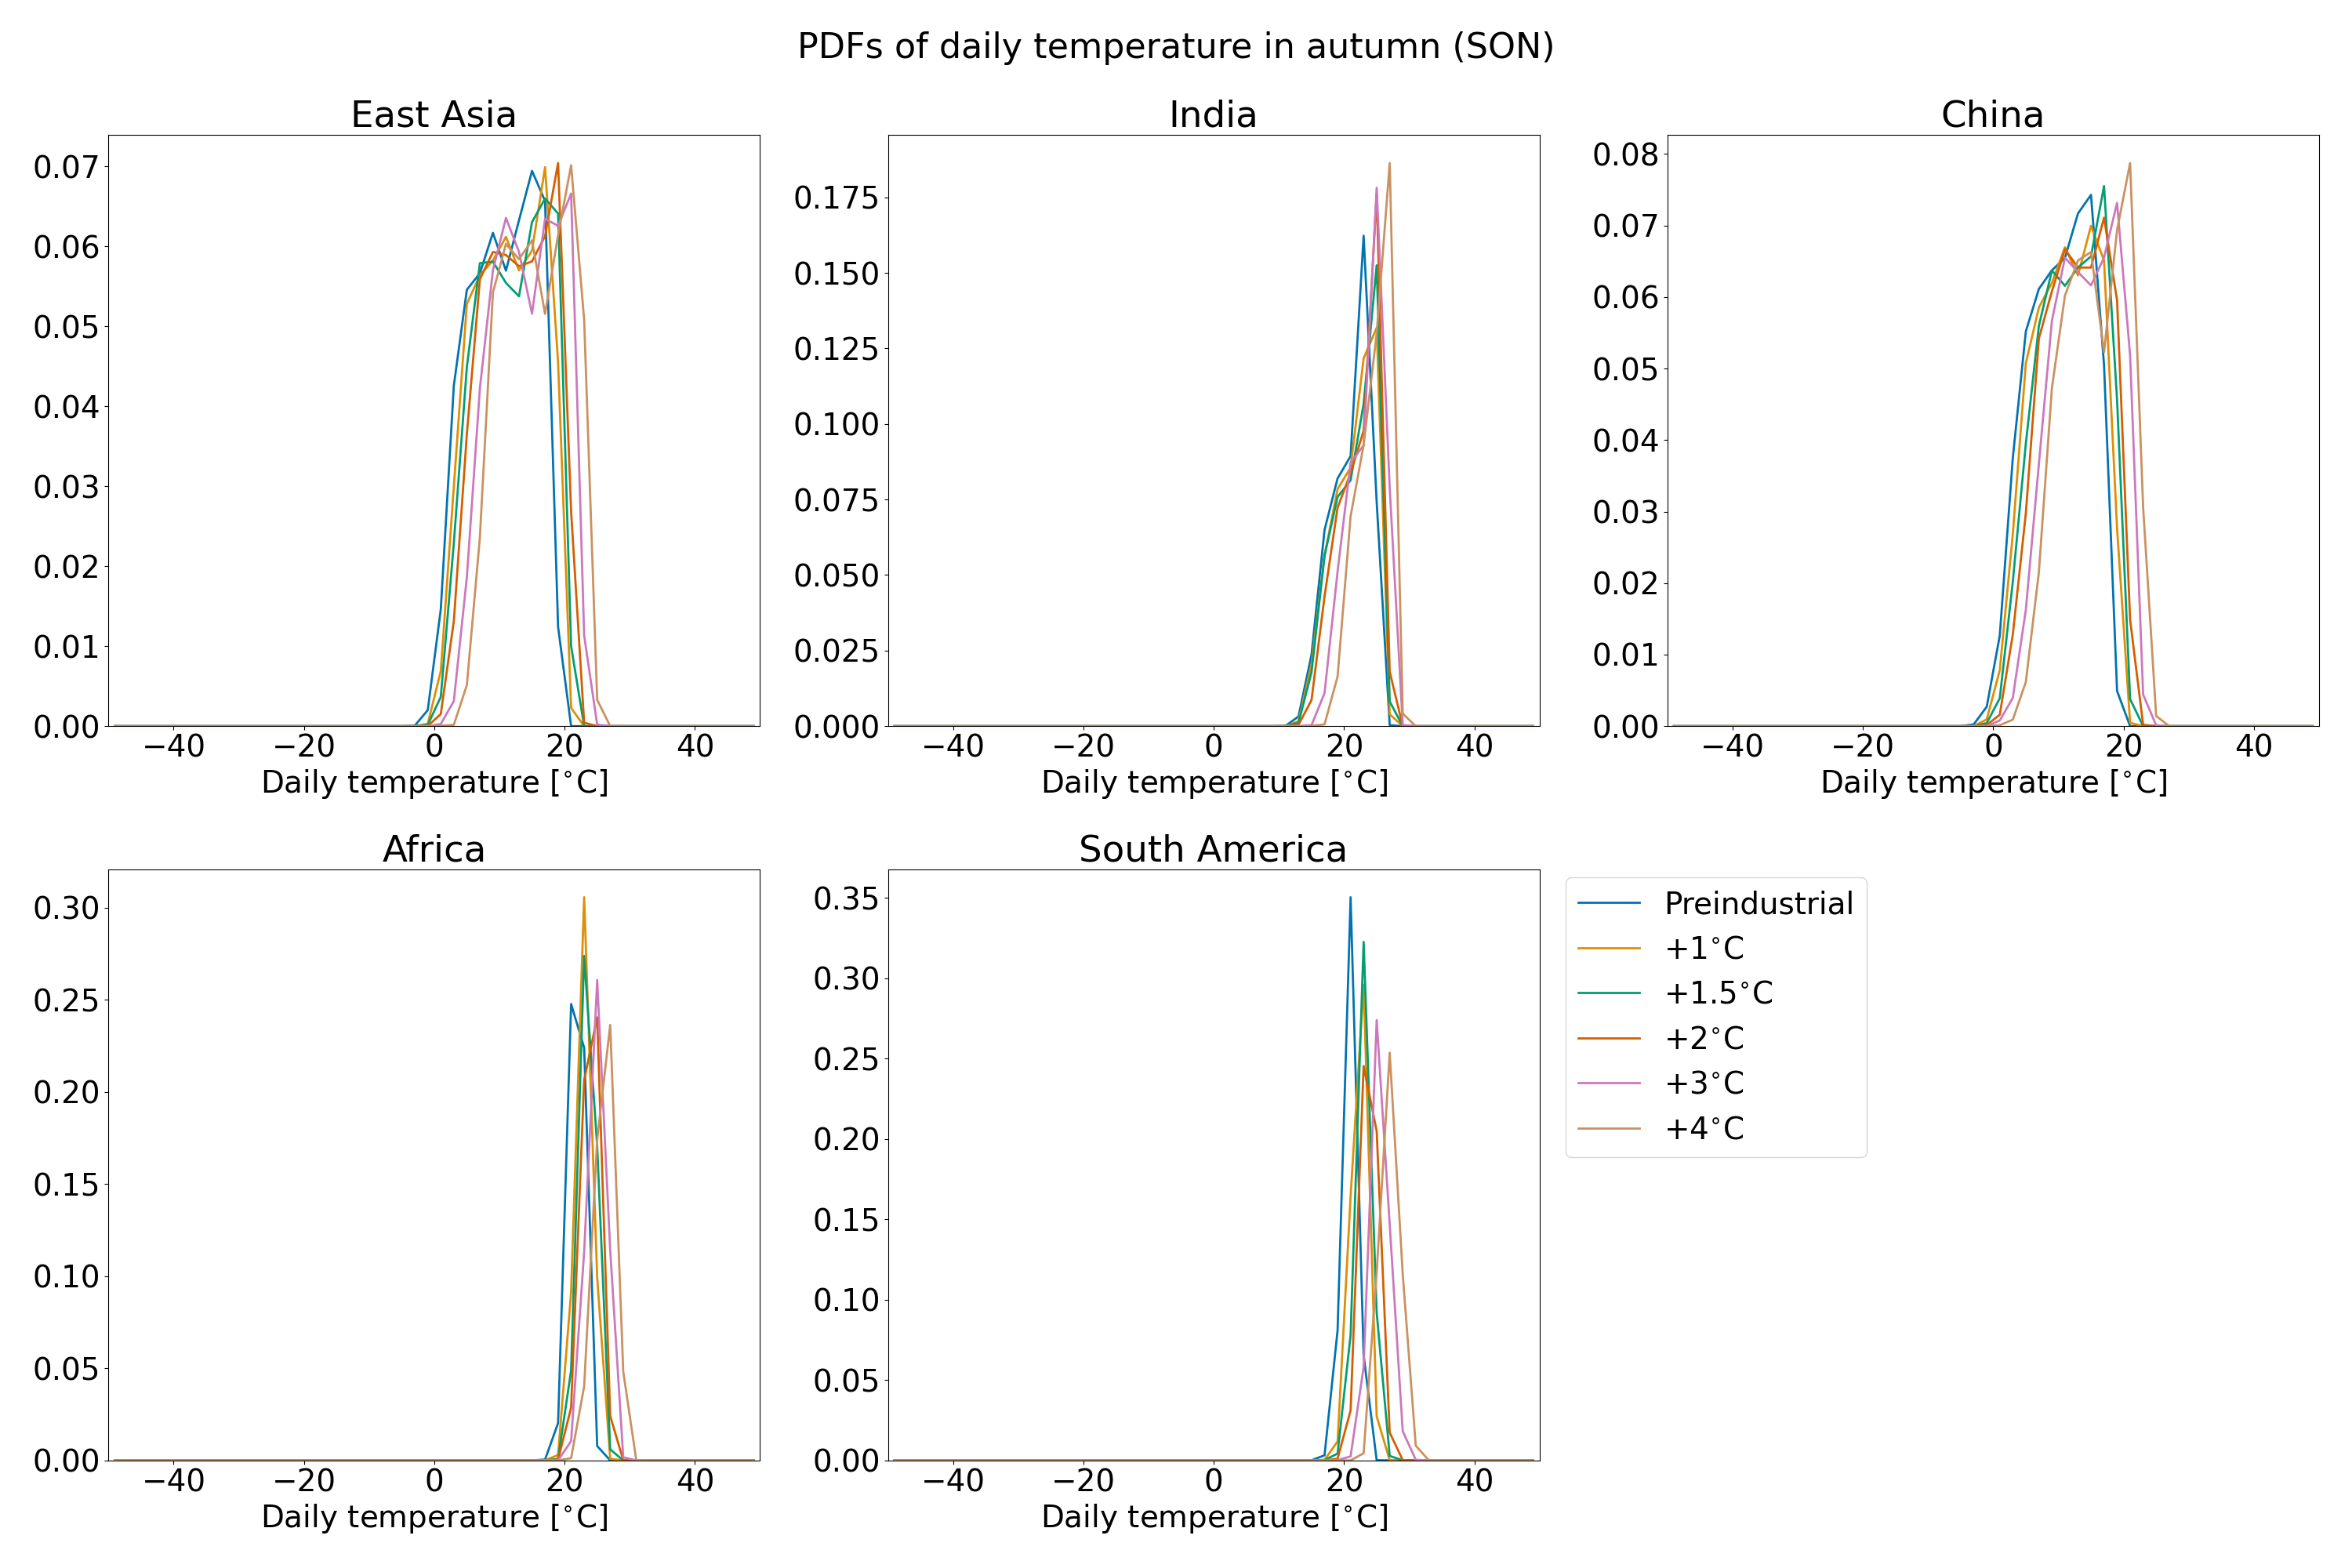 PDFs of daily temperature in autumn (SON)
East Asia
0.07
0.06
0.05
0.04
0.03
0.02
0.01
0.00
−40 −20 0 20 40
Daily temperature [°C]
India
0.175
0.150
0.125
0.100
0.075
0.050
0.025
0.000
−40 −20 0 20 40
Daily temperature [°C]
China
0.08
0.07
0.06
0.05
0.04
0.03
0.02
0.01
0.00
−40 −20 0 20 40
Daily temperature [°C]
Africa
0.30
0.25
0.20
0.15
0.10
0.05
0.00
−40 −20 0 20 40
Daily temperature [°C]
South America
0.35
0.30
0.25
0.20
0.15
0.10
0.05
0.00
−40 −20 0 20 40
Daily temperature [°C]
Preindustrial
+1°C
+1.5°C
+2°C
+3°C
+4°C